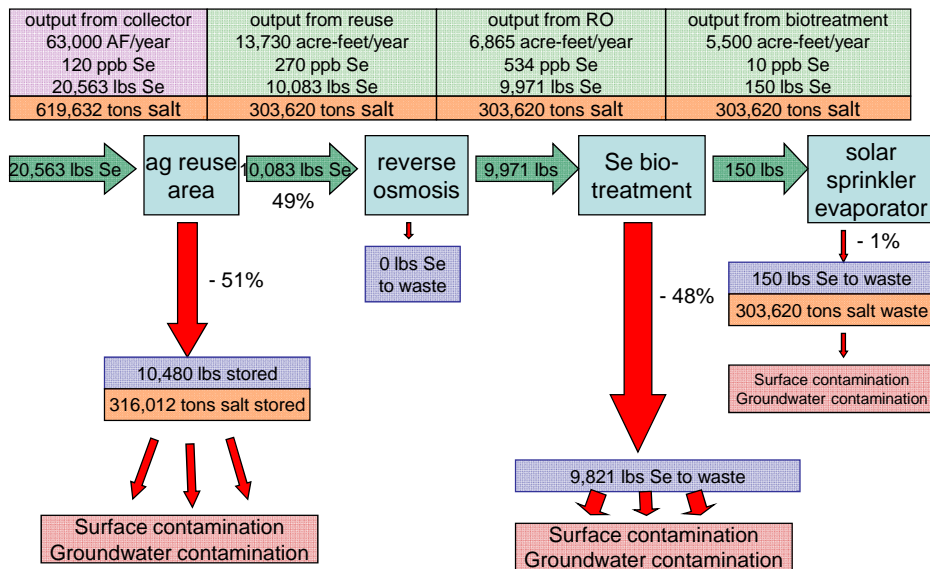 output from collector
63,000 AF/year
120 ppb Se
20,563 lbs Se
619,632 tons salt
output from reuse
13,730 acre-feet/year
270 ppb Se
10,083 lbs Se
303,620 tons salt
output from RO
6,865 acre-feet/year
534 ppb Se
9,971 lbs Se
303,620 tons salt
output from biotreatment
5,500 acre-feet/year
10 ppb Se
150 lbs Se
303,620 tons salt
20,563 lbs Se
ag reuse
area
10,083 lbs Se
49%
reverse
osmosis
9,971 lbs
Se bio-
treatment
150 lbs
solar
sprinkler
evaporator
- 51%
0 lbs Se
to waste
- 48%
- 1%
150 lbs Se to waste
303,620 tons salt waste
10,480 lbs stored
316,012 tons salt stored
Surface contamination
Groundwater contamination
9,821 lbs Se to waste
Surface contamination
Groundwater contamination
Surface contamination
Groundwater contamination